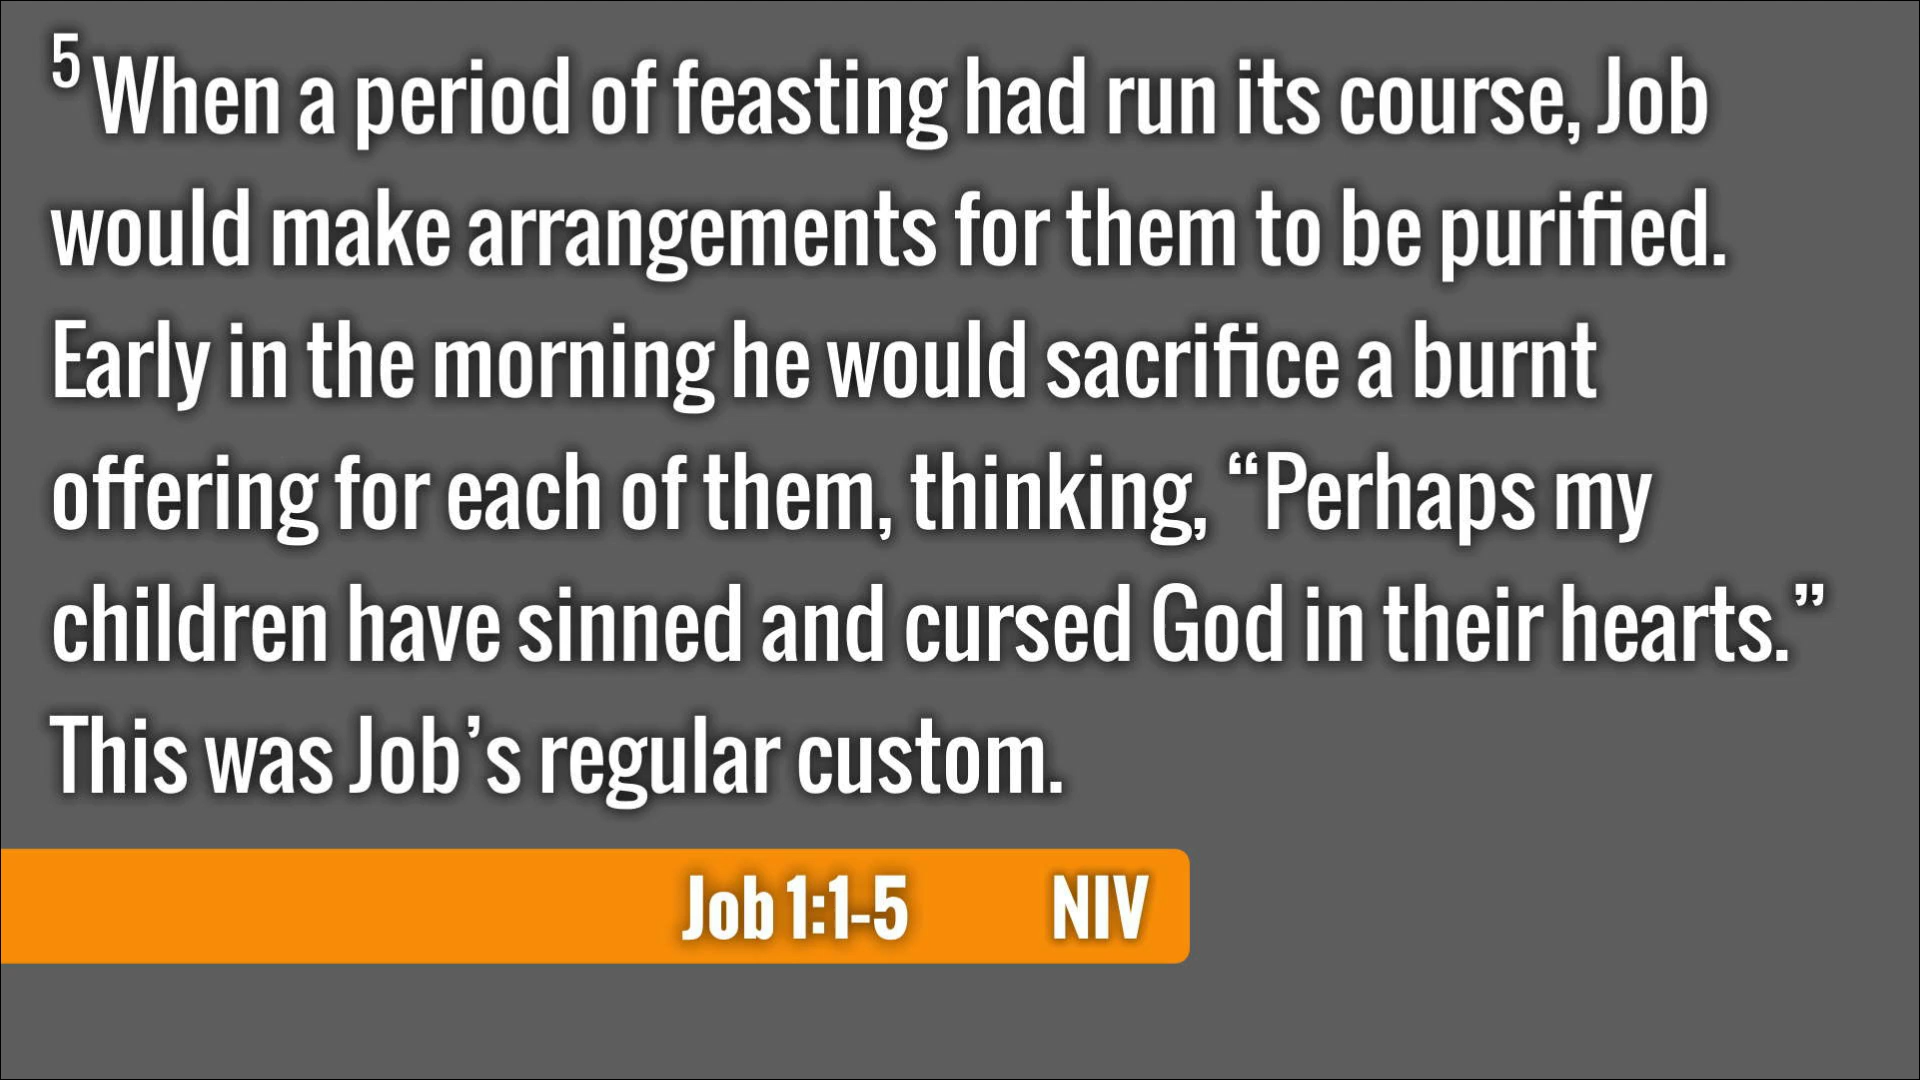 5 When a period of feasting had run its course, Job
would make arrangements for them to be purified.
Early in the morning he would sacrifice a burnt
offering for each of them, thinking, “Perhaps my
children have sinned and cursed God in their hearts.”
This was Job’s regular custom.
Job 1:1-5 NIV